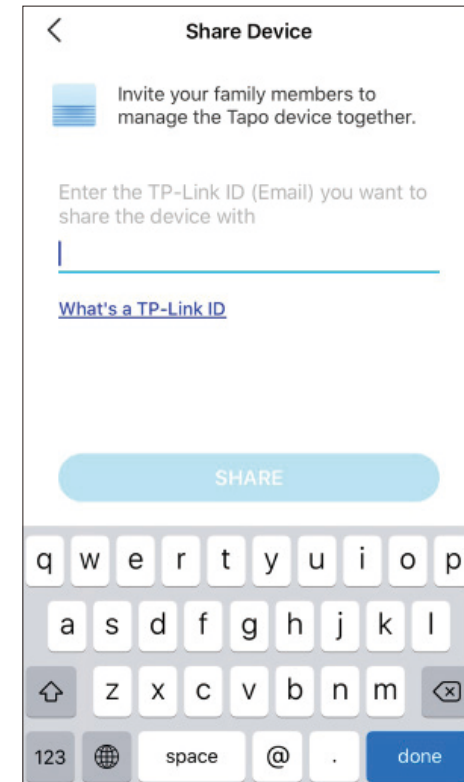 Share Device
Invite your family members to
manage the Tapo device together.
Enter the TP-Link ID (Email) you want to
share the device with
What's a TP-Link ID
SHARE
q w e r t y u i o p
a s d f g h j k l
z x c v b n m
123 space @ . done